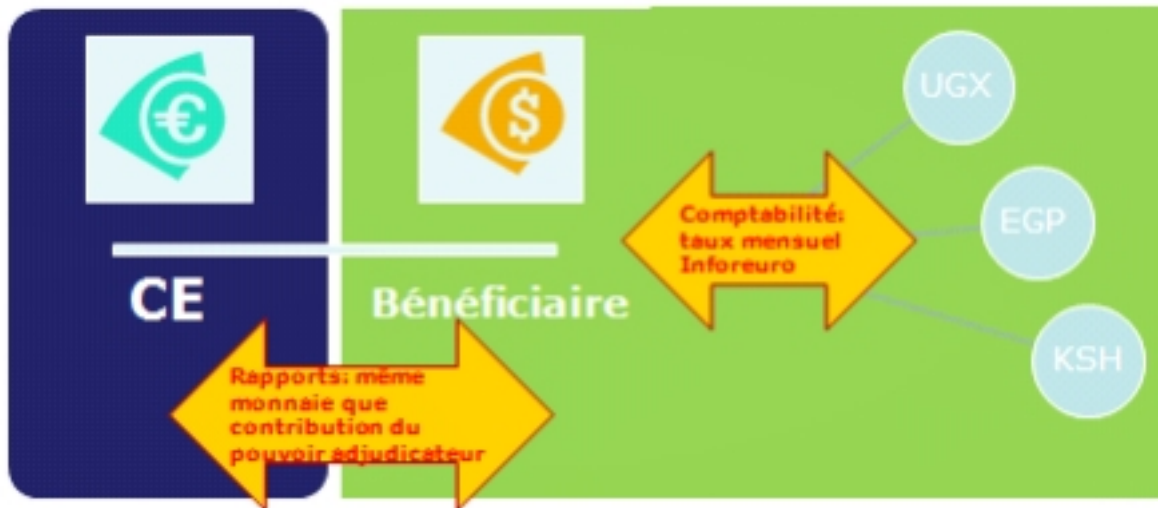 €
$
UGX
EGP
KSH
Comptabilité:
taux mensuel
Inforeuro
CE
Bénéficiaire
Rapports: même
monnaie que
contribution du
pouvoir adjudicateur